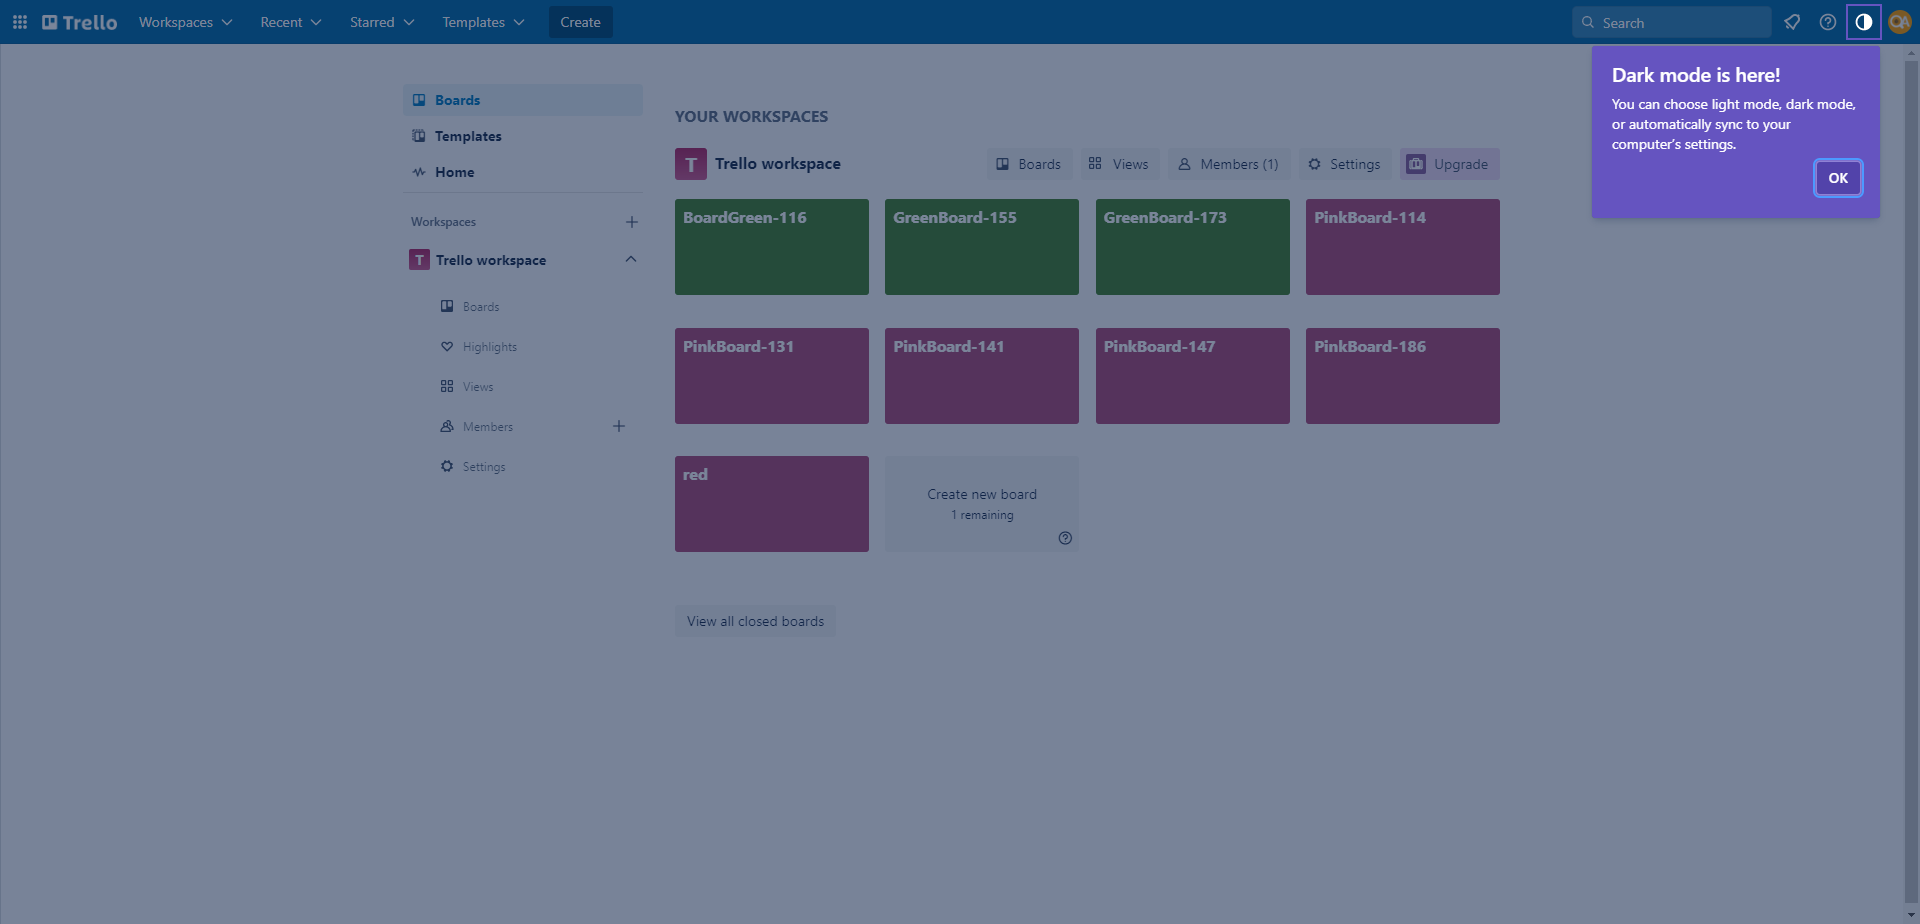 Trello
Workspaces
Recent
Starred
Templates
Create
Search
Dark mode is here!
You can choose light mode, dark mode,
or automatically sync to your
computer's settings.
OK
Boards
Templates
Home
Workspaces
T Trello workspace
Boards
Highlights
Views
Members
Settings
YOUR WORKSPACES
T Trello workspace
Boards
Views
Members (1)
Settings
Upgrade
BoardGreen-116
GreenBoard-155
GreenBoard-173
PinkBoard-114
PinkBoard-131
PinkBoard-141
PinkBoard-147
PinkBoard-186
red
Create new board
1 remaining
View all closed boards